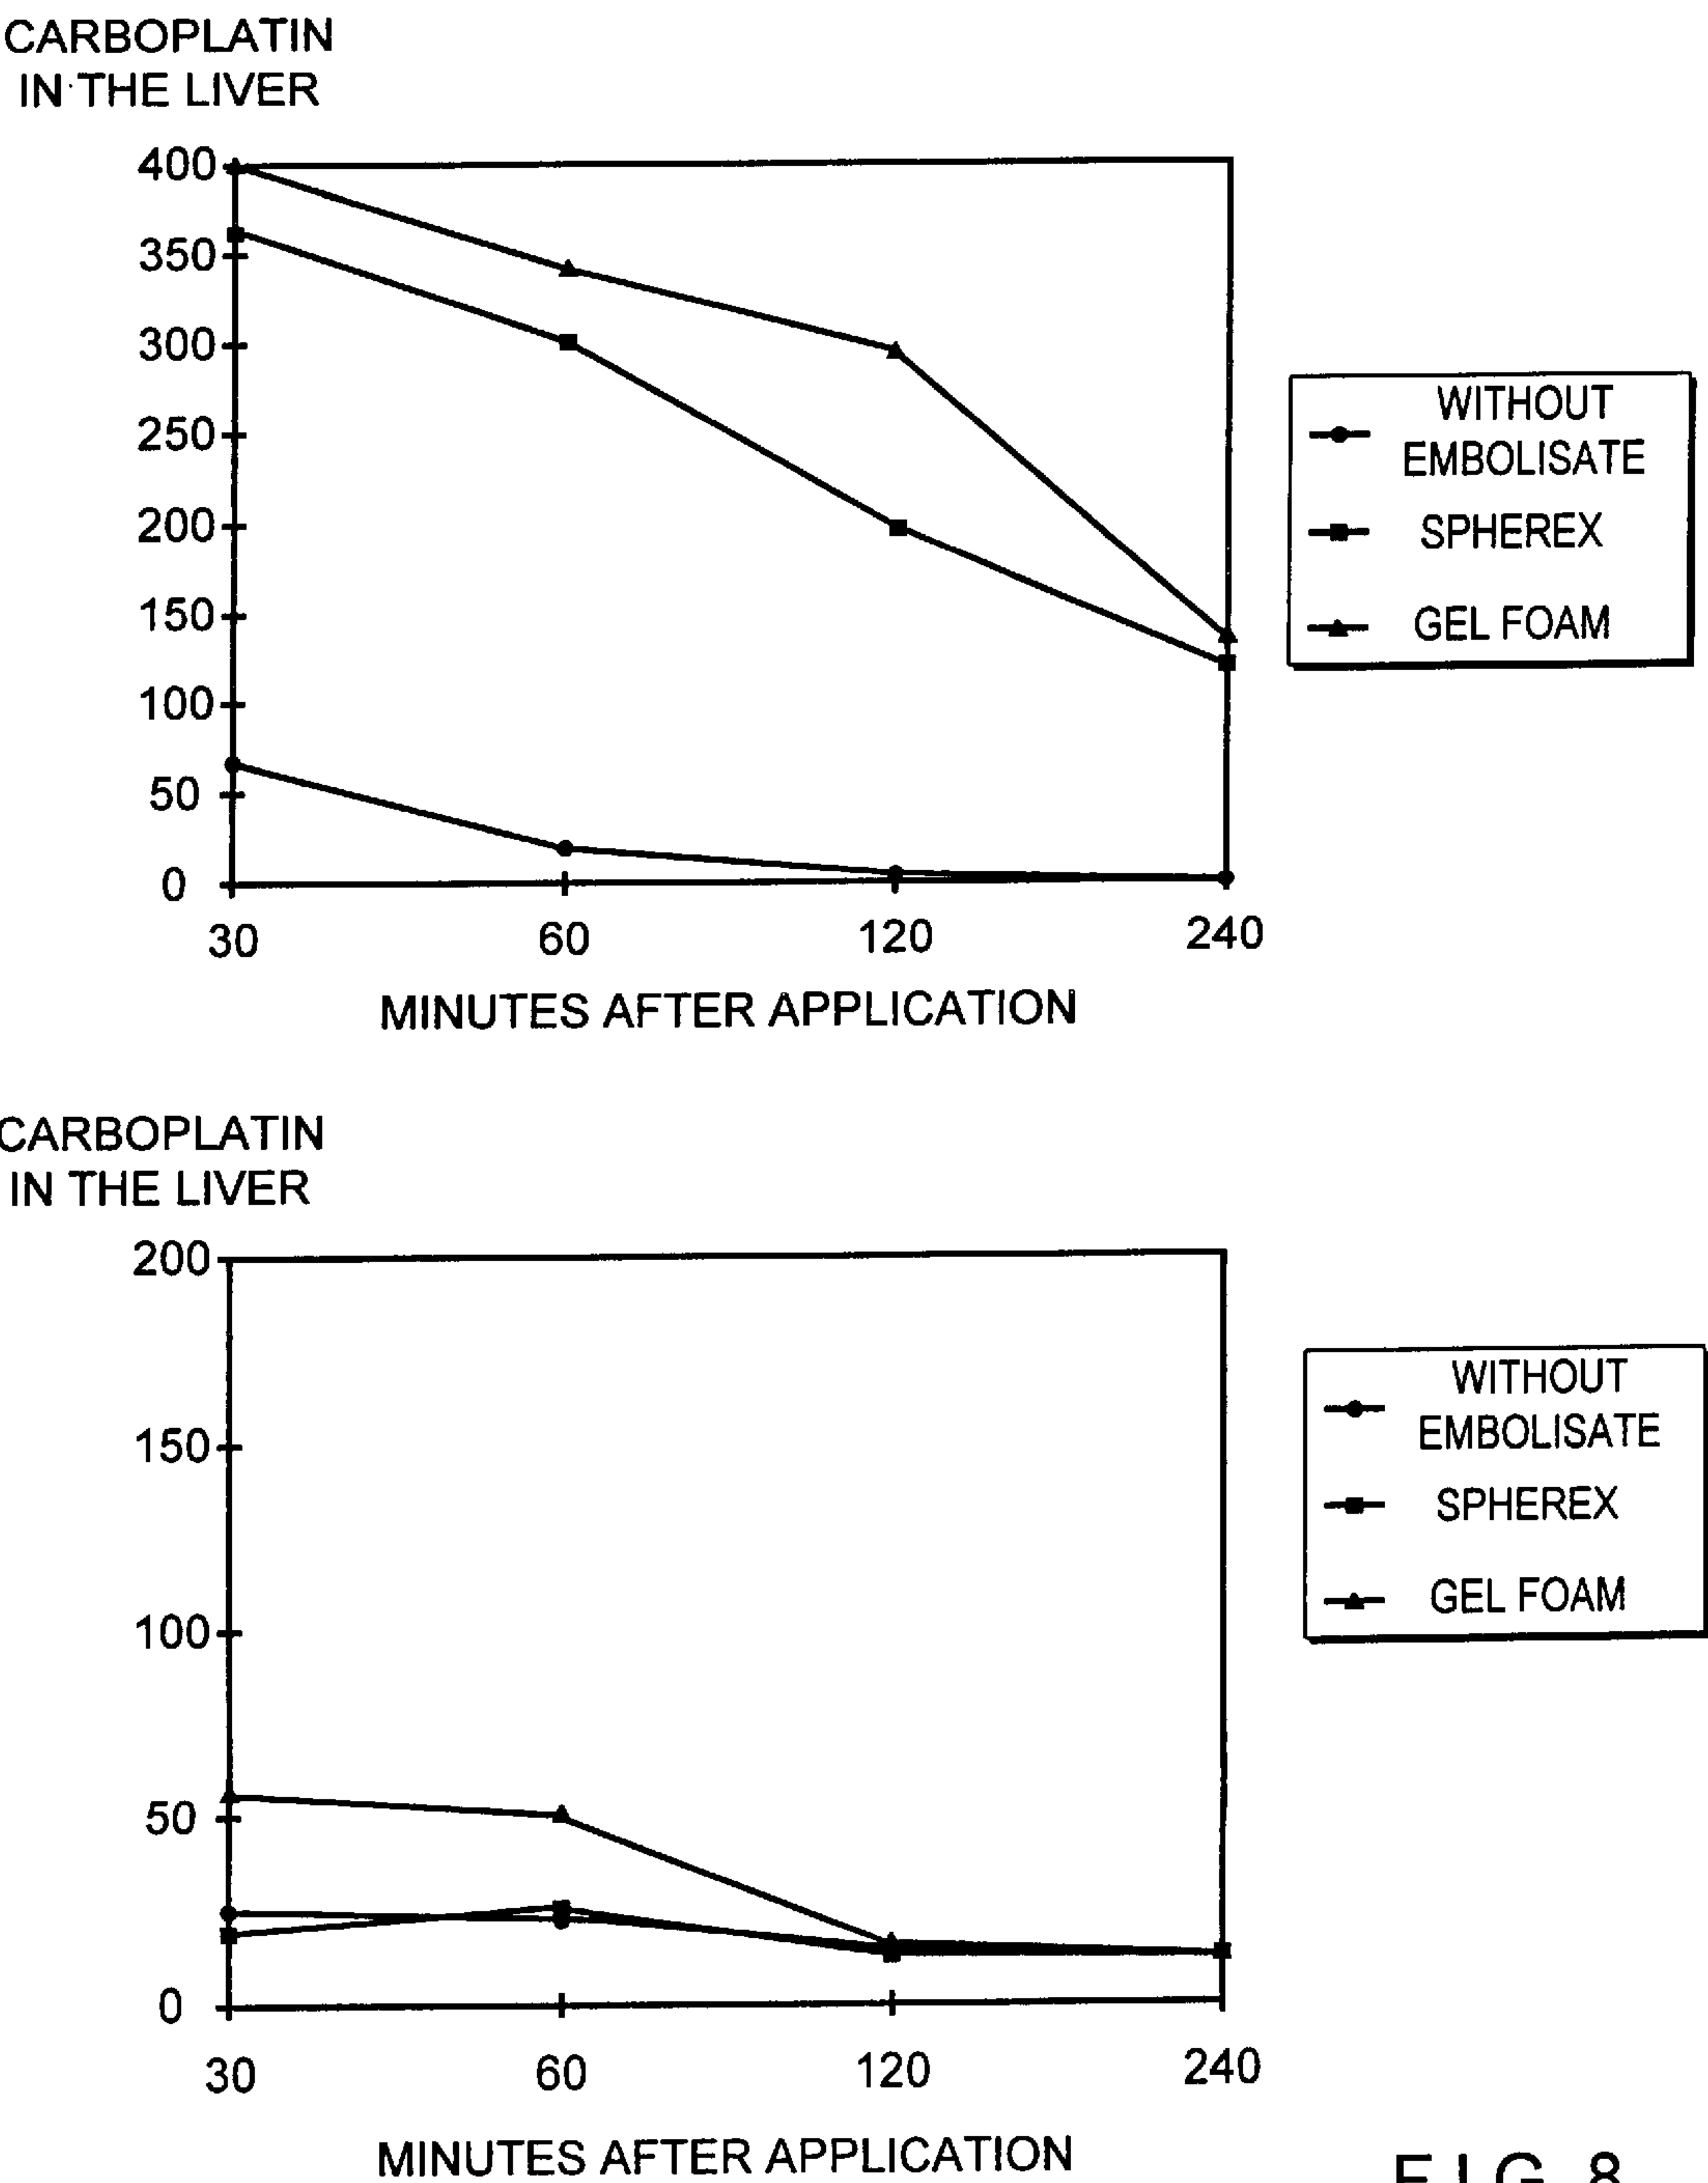 CARBOPLATIN
IN THE LIVER
400
350
300
250
200
150
100
50
0
30 60 120 240
MINUTES AFTER APPLICATION
WITHOUT
EMBOLISATE
SPHEREX
GEL FOAM
CARBOPLATIN
IN THE LIVER
200
150
100
50
0
30 60 120 240
MINUTES AFTER APPLICATION
WITHOUT
EMBOLISATE
SPHEREX
GEL FOAM
FIG. 8